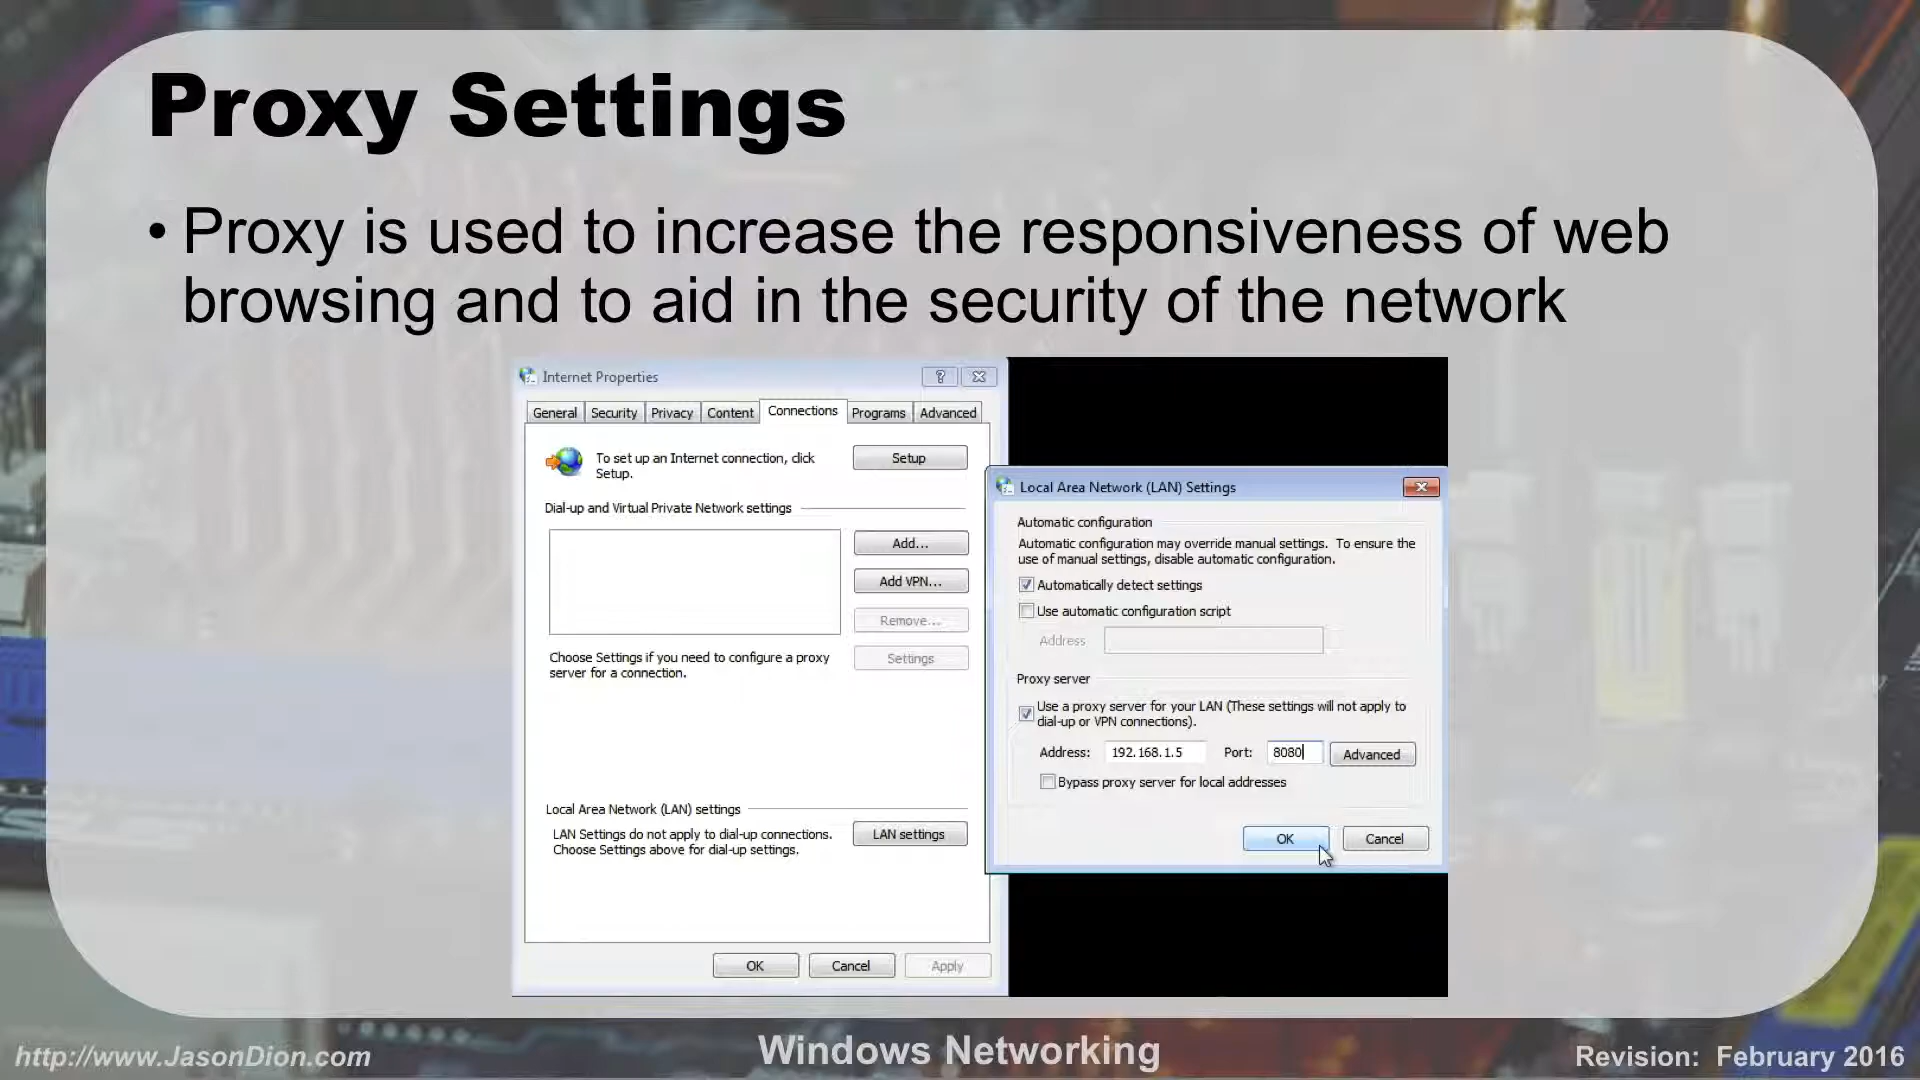 Proxy Settings
• Proxy is used to increase the responsiveness of web
browsing and to aid in the security of the network
Internet Properties
General Security Privacy Content Connections Programs Advanced
To set up an Internet connection, click
Setup.
Setup
Dial-up and Virtual Private Network settings
Add...
Add VPN...
Remove...
Choose Settings if you need to configure a proxy
server for a connection.
Settings
Local Area Network (LAN) settings
LAN Settings do not apply to dial-up connections.
Choose Settings above for dial-up settings.
LAN settings
OK Cancel Apply
Local Area Network (LAN) Settings
Automatic configuration
Automatic configuration may override manual settings. To ensure the
use of manual settings, disable automatic configuration.
Automatically detect settings
Use automatic configuration script
Address
Proxy server
Use a proxy server for your LAN (These settings will not apply to
dial-up or VPN connections).
Address: 192.168.1.5 Port: 8080 Advanced
Bypass proxy server for local addresses
OK Cancel
http://www.JasonDion.com
Windows Networking
Revision: February 2016